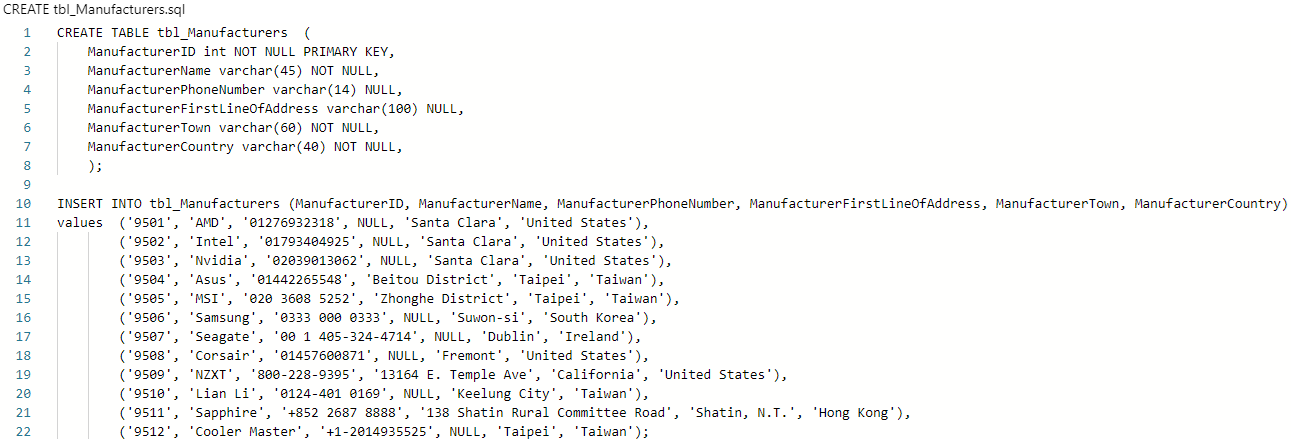 CREATE tbl_Manufacturers.sql
1 CREATE TABLE tbl_Manufacturers  (
2     ManufacturerID int NOT NULL PRIMARY KEY,
3     ManufacturerName varchar(45) NOT NULL,
4     ManufacturerPhoneNumber varchar(14) NULL,
5     ManufacturerFirstLineOfAddress varchar(100) NULL,
6     ManufacturerTown varchar(60) NOT NULL,
7     ManufacturerCountry varchar(40) NOT NULL,
8     );
9
10 INSERT INTO tbl_Manufacturers (ManufacturerID, ManufacturerName, ManufacturerPhoneNumber, ManufacturerFirstLineOfAddress, ManufacturerTown, ManufacturerCountry)
11 values  ('9501', 'AMD', '01276932318', NULL, 'Santa Clara', 'United States'),
12         ('9502', 'Intel', '01793404925', NULL, 'Santa Clara', 'United States'),
13         ('9503', 'Nvidia', '02039013062', NULL, 'Santa Clara', 'United States'),
14         ('9504', 'Asus', '01442265548', 'Beitou District', 'Taipei', 'Taiwan'),
15         ('9505', 'MSI', '020 3608 5252', 'Zhonghe District', 'Taipei', 'Taiwan'),
16         ('9506', 'Samsung', '0333 000 0333', NULL, 'Suwon-si', 'South Korea'),
17         ('9507', 'Seagate', '00 1 405-324-4714', NULL, 'Dublin', 'Ireland'),
18         ('9508', 'Corsair', '01457600871', NULL, 'Fremont', 'United States'),
19         ('9509', 'NZXT', '800-228-9395', '13164 E. Temple Ave', 'California', 'United States'),
20         ('9510', 'Lian Li', '0124-401 0169', NULL, 'Keelung City', 'Taiwan'),
21         ('9511', 'Sapphire', '+852 2687 8888', '138 Shatin Rural Committee Road', 'Shatin, N.T.', 'Hong Kong'),
22         ('9512', 'Cooler Master', '+1-2014935525', NULL, 'Taipei', 'Taiwan');